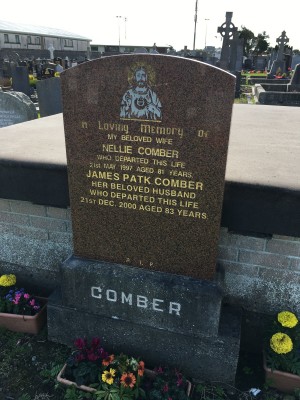 In Loving Memory of
MY BELOVED WIFE
NELLIE COMBER
WHO DEPARTED THIS LIFE
21ST MAY 1997 AGED 81 YEARS.
JAMES PATK COMBER
HER BELOVED HUSBAND
WHO DEPARTED THIS LIFE
21ST DEC. 2000 AGED 83 YEARS
R.I.P.
COMBER